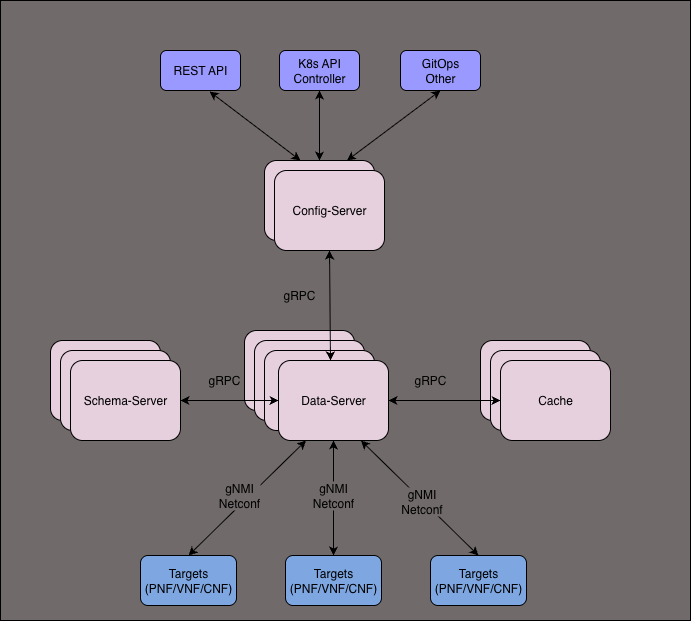 REST API
K8s API
Controller
GitOps
Other
Config-Server
gRPC
Schema-Server
gRPC
Data-Server
gRPC
Cache
gNMI
Netconf
gNMI
Netconf
gNMI
Netconf
Targets
(PNF/VNF/CNF)
Targets
(PNF/VNF/CNF)
Targets
(PNF/VNF/CNF)